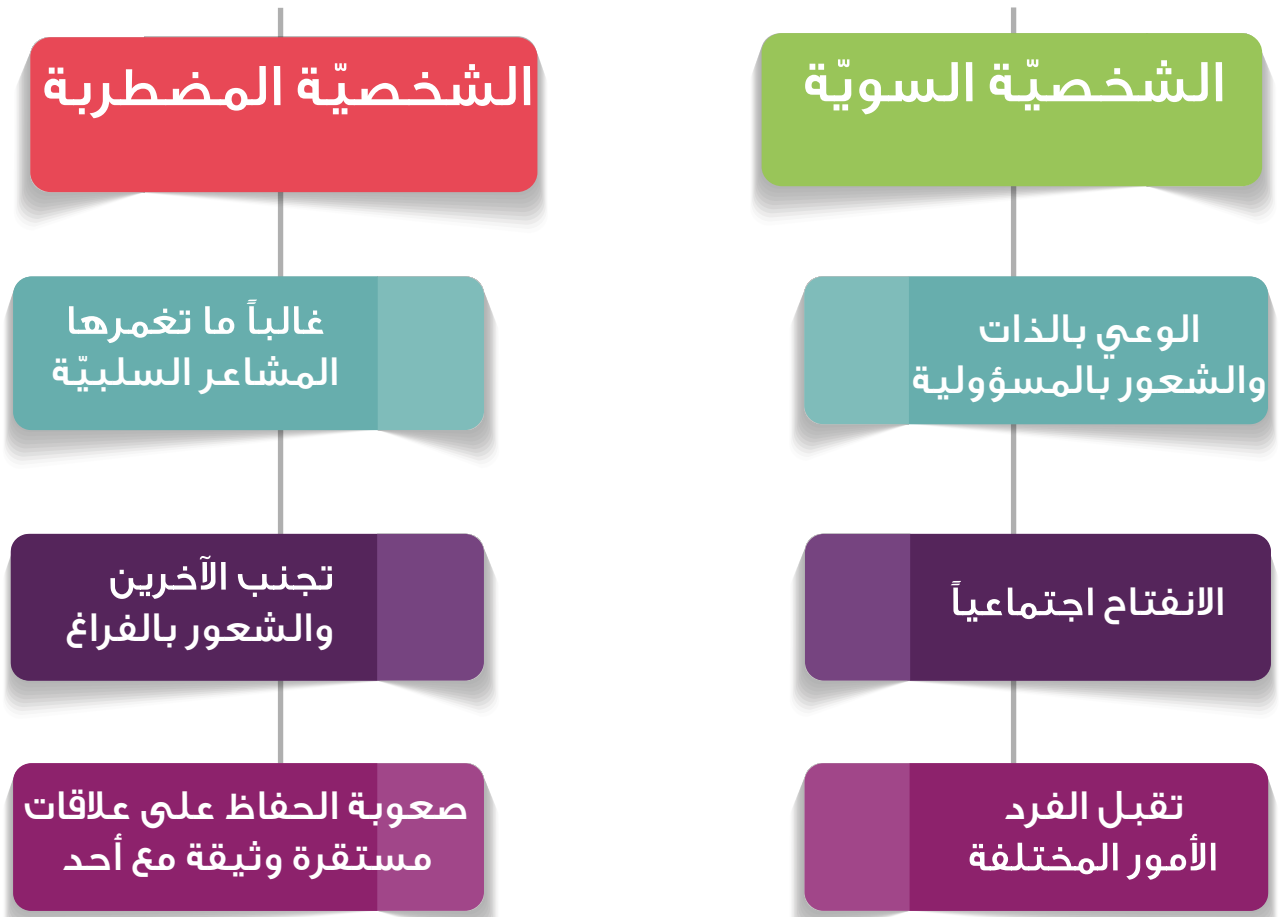 الشخصيّة السويّة
الوعي بالذات
والشعور بالمسؤولية
الانفتاح اجتماعياً
تقبل الفرد
الأمور المختلفة
الشخصيّة المضطربة
غالباً ما تغمرها
المشاعر السلبيّة
تجنب الآخرين
والشعور بالفراغ
صعوبة الحفاظ على علاقات
مستقرة وثيقة مع أحد